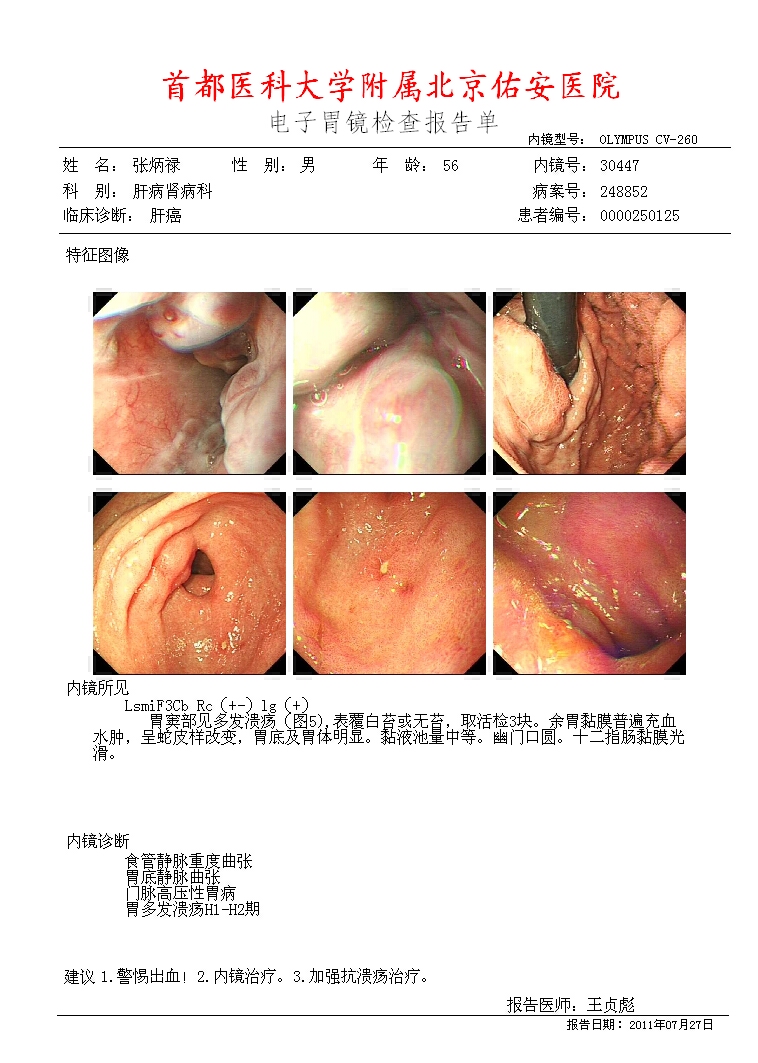 首都医科大学附属北京佑安医院
电子胃镜检查报告单
内镜型号： OLYMPUS CV-260
姓 名： 张炳禄 性 别： 男 年 龄： 56 内镜号： 30447
科 别： 肝病肾病科 病案号： 248852
临床诊断： 肝癌 患者编号： 0000250125
特征图像
内镜所见
LsmiF3Cb Rc（+-）lg（+）
胃窦部见多发溃疡（图5),表覆白苔或无苔，取活检3块。余胃黏膜普遍充血
水肿，呈蛇皮样改变，胃底及胃体明显。黏液池量中等。幽门口圆。十二指肠黏膜光
滑。
内镜诊断
食管静脉重度曲张
胃底静脉曲张
门脉高压性胃病
胃多发溃疡H1-H2期
建议 1.警惕出血！2.内镜治疗。3.加强抗溃疡治疗。
报告医师： 王贞彪
报告日期： 2011年07月27日